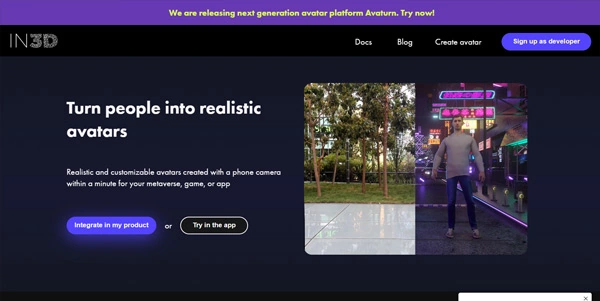 We are releasing next generation avatar platform Avaturn. Try now!
IN3D
Docs
Blog
Create avatar
Sign up as developer
Turn people into realistic
avatars
Realistic and customizable avatars created with a phone camera
within a minute for your metaverse, game, or app
Integrate in my product
or
Try in the app